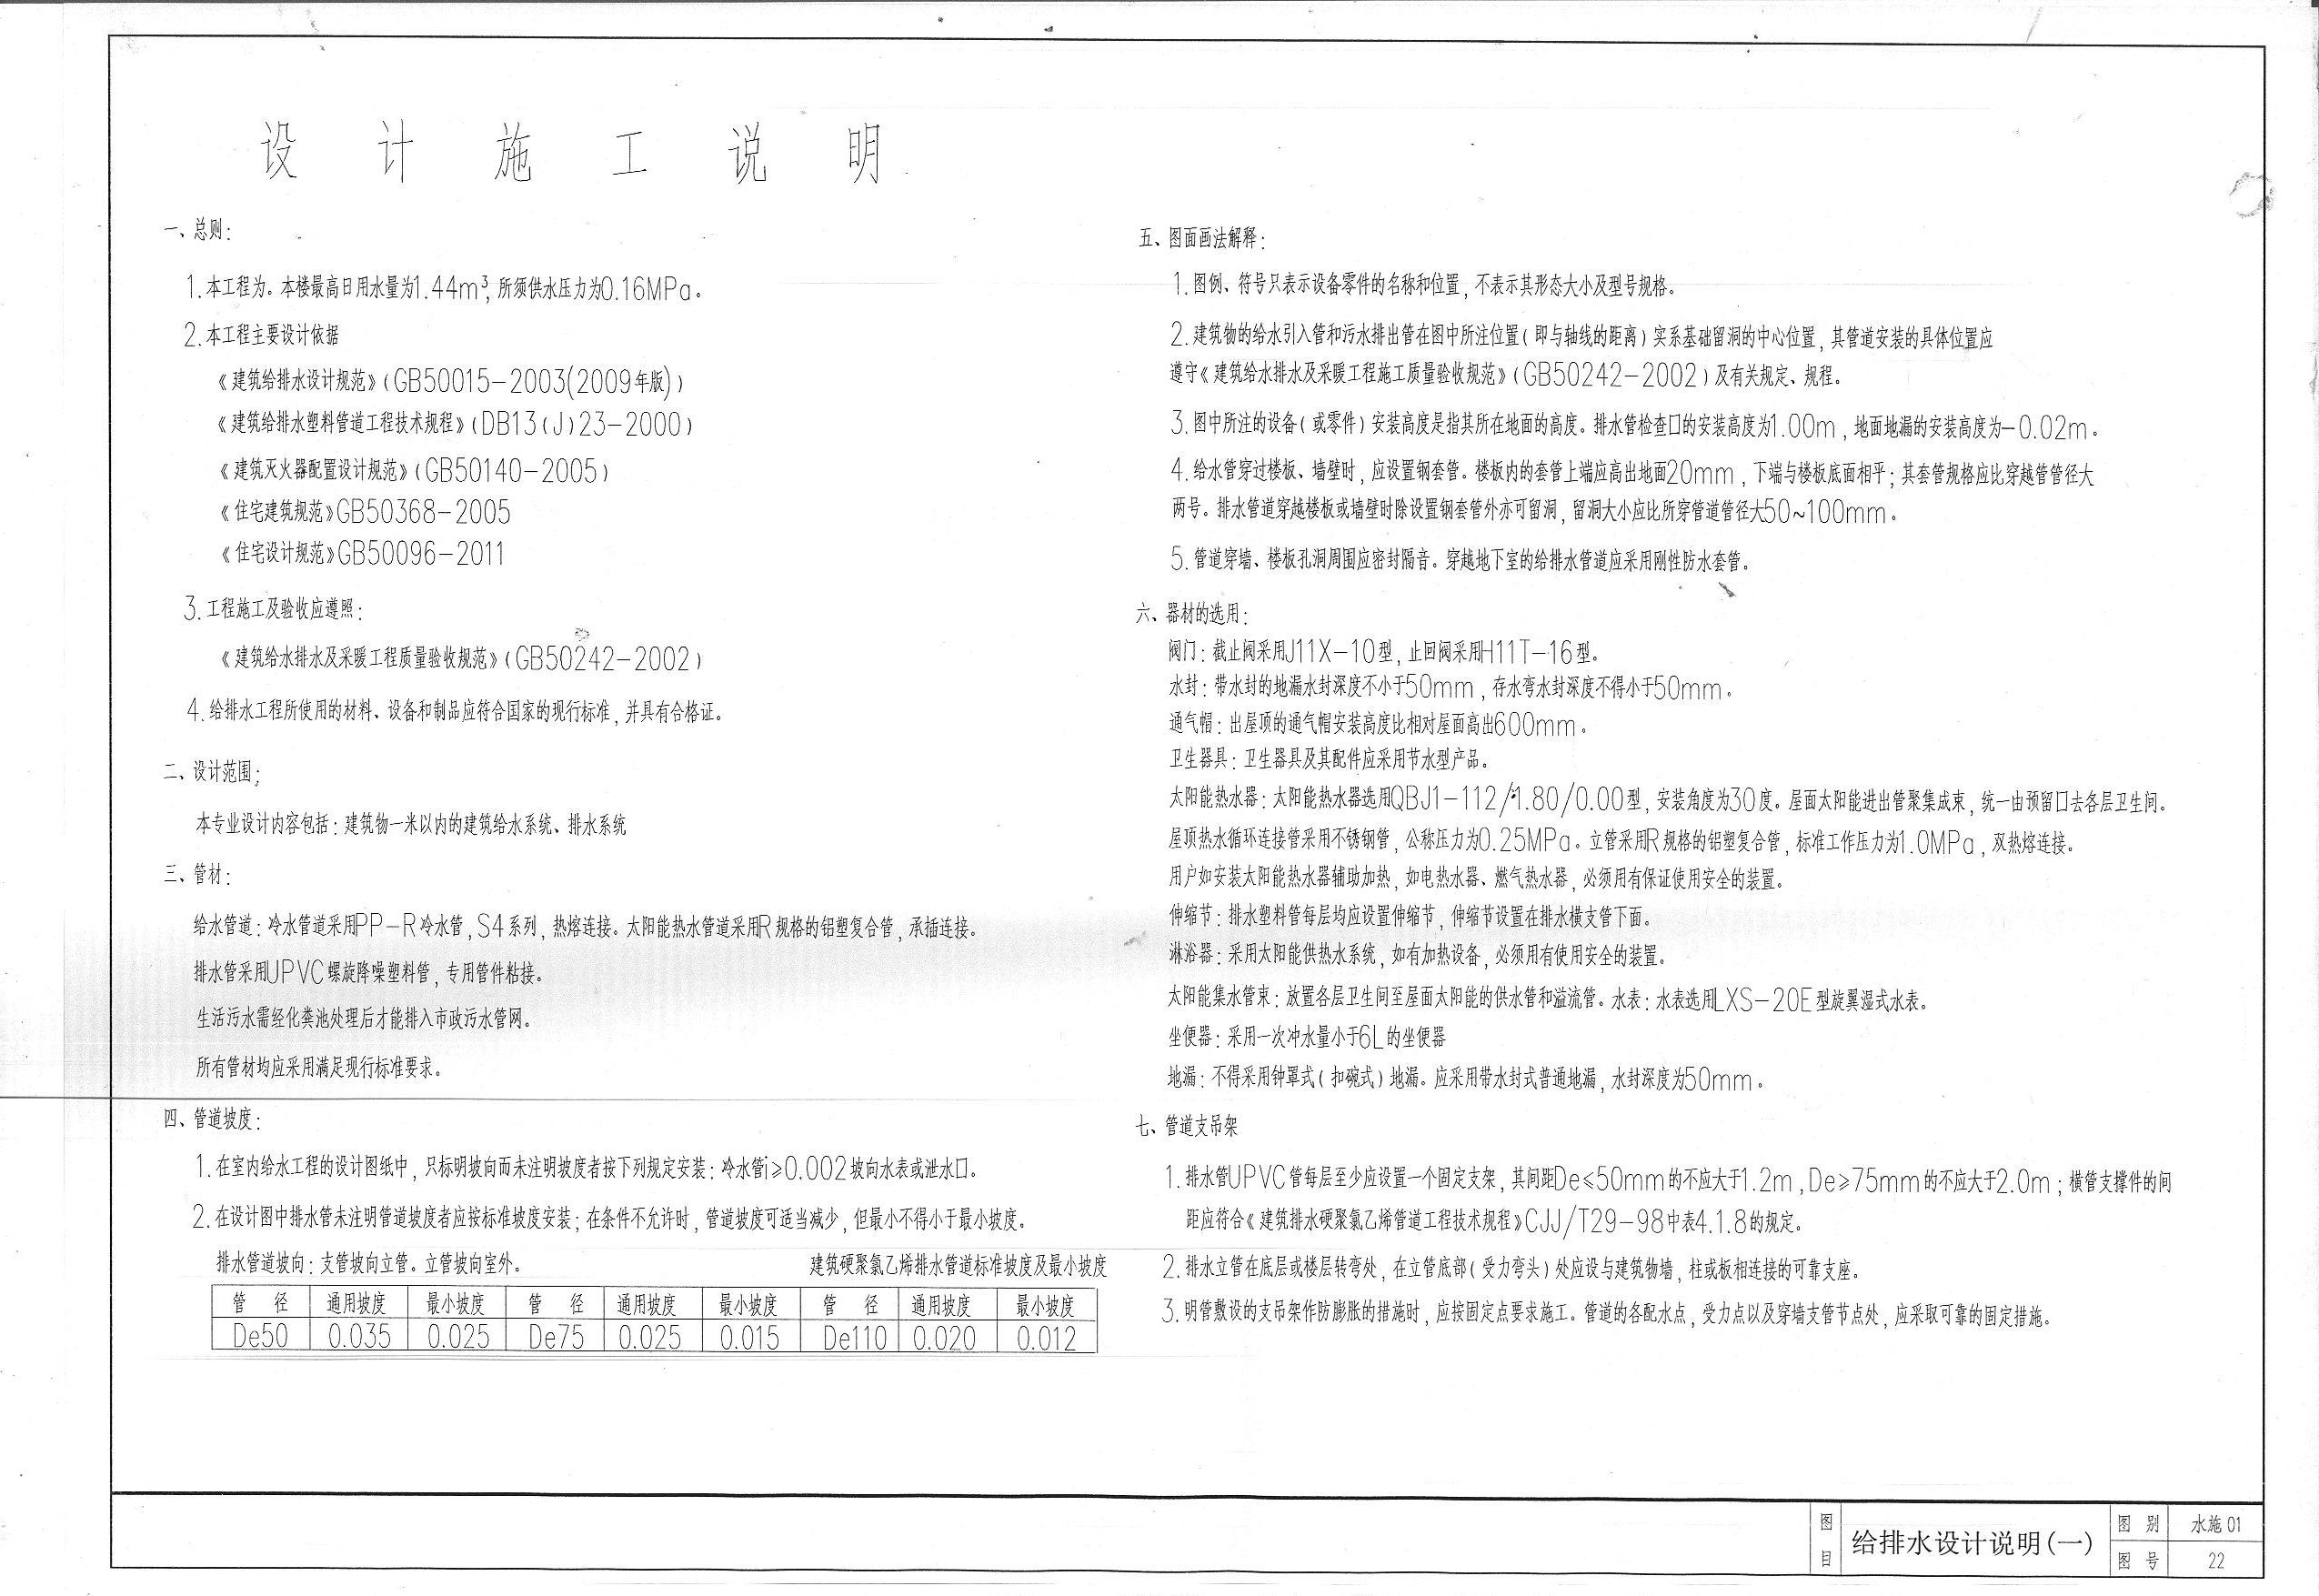 设计施工说明
一、总则：
1.本工程为。本楼最高日用水量为1.44m³,所须供水压力为0.16MPa。
2.本工程主要设计依据
《建筑给排水设计规范》(GB50015-2003(2009年版))
《建筑给排水塑料管道工程技术规程》(DB13(J)23-2000)
《建筑灭火器配置设计规范》(GB50140-2005)
《住宅建筑规范》GB50368-2005
《住宅设计规范》GB50096-2011
3.工程施工及验收应遵照：
《建筑给水排水及采暖工程质量验收规范》(GB50242-2002)
4.给排水工程所使用的材料、设备和制品应符合国家的现行标准，并具有合格证。
二、设计范围；
本专业设计内容包括：建筑物一米以内的建筑给水系统、排水系统
三、管材：
给水管道：冷水管道采用PP-R冷水管，S4系列，热熔连接。太阳能热水管道采用R规格的铝塑复合管，承插连接。
排水管采用UPVC螺旋降噪塑料管，专用管件粘接。
生活污水需经化粪池处理后才能排入市政污水管网。
所有管材均应采用满足现行标准要求。
四、管道坡度：
1.在室内给水工程的设计图纸中，只标明坡向而未注明坡度者按下列规定安装：冷水管i≥0.002坡向水表或泄水口。
2.在设计图中排水管未注明管道坡度者应按标准坡度安装；在条件不允许时，管道坡度可适当减少，但最小不得小于最小坡度。
排水管道坡向：支管坡向立管。立管坡向室外。 建筑硬聚氯乙烯排水管道标准坡度及最小坡度
管径 通用坡度 最小坡度 管径 通用坡度 最小坡度 管径 通用坡度 最小坡度
De50 0.035 0.025 De75 0.025 0.015 De110 0.020 0.012
五、图面画法解释：
1.图例、符号只表示设备零件的名称和位置，不表示其形态大小及型号规格。
2.建筑物的给水引入管和污水排出管在图中所注位置(即与轴线的距离)实系基础留洞的中心位置，其管道安装的具体位置应
遵守《建筑给水排水及采暖工程施工质量验收规范》(GB50242-2002)及有关规定、规程。
3.图中所注的设备(或零件)安装高度是指其所在地面的高度。排水管检查口的安装高度为1.00m，地面地漏的安装高度为-0.02m。
4.给水管穿过楼板、墙壁时，应设置钢套管。楼板内的套管上端应高出地面20mm，下端与楼板底面相平；其套管规格应比穿越管管径大
两号。排水管道穿越楼板或墙壁时除设置钢套管外亦可留洞，留洞大小应比所穿管道管径大50~100mm。
5.管道穿墙、楼板孔洞周围应密封隔音。穿越地下室的给排水管道应采用刚性防水套管。
六、器材的选用：
阀门：截止阀采用J11X-10型，止回阀采用H11T-16型。
水封：带水封的地漏水封深度不小于50mm，存水弯水封深度不得小于50mm。
通气帽：出屋顶的通气帽安装高度比相对屋面高出600mm。
卫生器具：卫生器具及其配件应采用节水型产品。
太阳能热水器：太阳能热水器选用QBJ1-112/1.80/0.00型，安装角度为30度。屋面太阳能进出管聚集成束，统一由预留口去各层卫生间。
屋顶热水循环连接管采用不锈钢管，公称压力为0.25MPa。立管采用R规格的铝塑复合管，标准工作压力为1.0MPa，双热熔连接。
用户如安装太阳能热水器辅助加热，如电热水器、燃气热水器，必须用有保证使用安全的装置。
伸缩节：排水塑料管每层均应设置伸缩节，伸缩节设置在排水横支管下面。
淋浴器：采用太阳能供热水系统，如有加热设备，必须用有使用安全的装置。
太阳能集水管束：放置各层卫生间至屋面太阳能的供水管和溢流管。水表：水表选用LXS-20E型旋翼湿式水表。
坐便器：采用一次冲水量小于6L的坐便器
地漏：不得采用钟罩式(扣碗式)地漏。应采用带水封式普通地漏，水封深度为50mm。
七、管道支吊架
1.排水管UPVC管每层至少应设置一个固定支架，其间距De≤50mm的不应大于1.2m，De≥75mm的不应大于2.0m；横管支撑件的间
距应符合《建筑排水硬聚氯乙烯管道工程技术规程》CJJ/T29-98中表4.1.8的规定。
2.排水立管在底层或楼层转弯处，在立管底部(受力弯头)处应设与建筑物墙，柱或板相连接的可靠支座。
3.明管敷设的支吊架作防膨胀的措施时，应按固定点要求施工。管道的各配水点，受力点以及穿墙支管节点处，应采取可靠的固定措施。
图目 给排水设计说明(一) 图别 水施01
图号 22